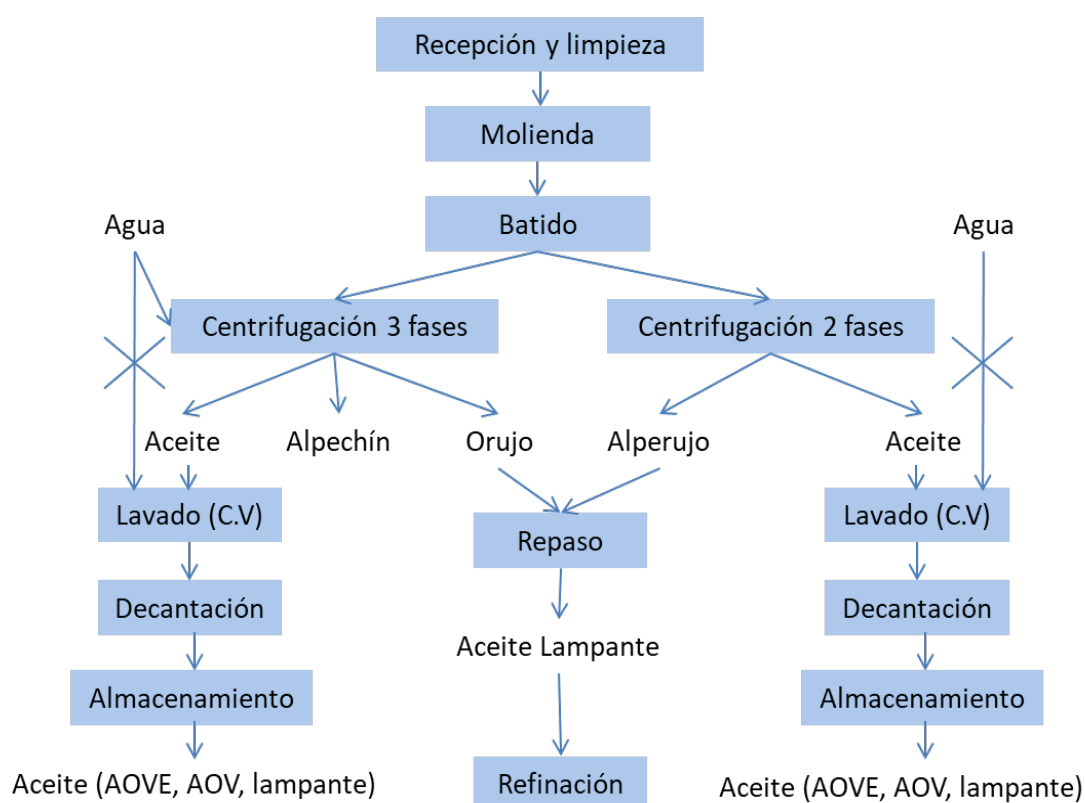 Recepción y limpieza
Molienda
Batido
Agua
Agua
Centrifugación 3 fases
Centrifugación 2 fases
Aceite
Alpechín
Orujo
Alperujo
Aceite
Lavado (C.V)
Repaso
Lavado (C.V)
Decantación
Decantación
Aceite Lampante
Almacenamiento
Almacenamiento
Aceite (AOVE, AOV, lampante)
Refinación
Aceite (AOVE, AOV, lampante)